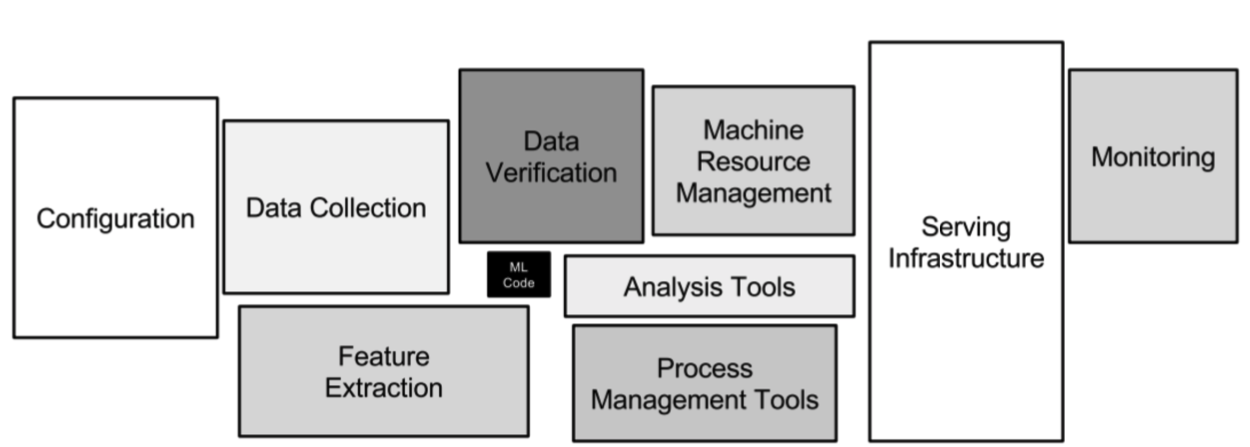 Configuration
Data Collection
Feature
Extraction
Data
Verification
ML
Code
Machine
Resource
Management
Analysis Tools
Process
Management Tools
Serving
Infrastructure
Monitoring